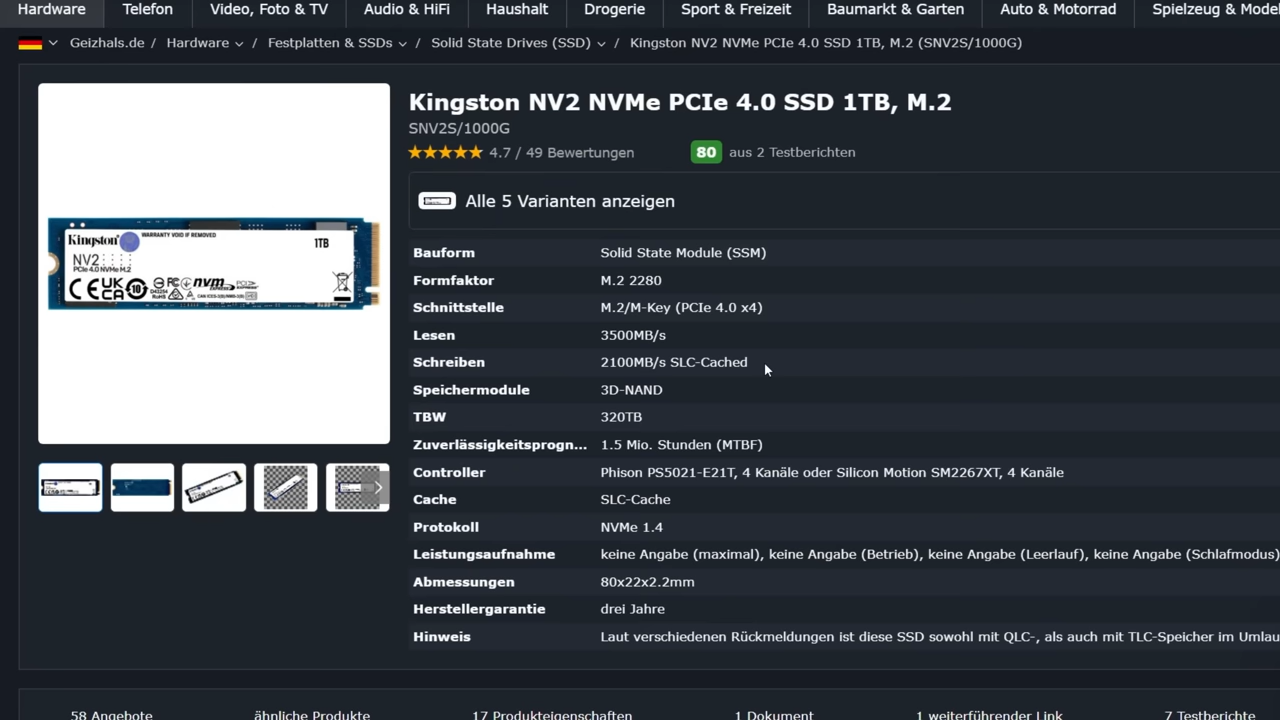 Hardware Telefon Video, Foto & TV Audio & HiFi Haushalt Drogerie Sport & Freizeit Baumarkt & Garten Auto & Motorrad Spielzeug & Model
Geizhals.de / Hardware / Festplatten & SSDs / Solid State Drives (SSD) / Kingston NV2 NVMe PCIe 4.0 SSD 1TB, M.2 (SNV2S/1000G)
Kingston
WARRANTY VOID IF REMOVED
1TB
NV2
PCIe 4.0 NVMe M.2
Kingston NV2 NVMe PCIe 4.0 SSD 1TB, M.2
SNV2S/1000G
4.7 / 49 Bewertungen 80 aus 2 Testberichten
Alle 5 Varianten anzeigen
Bauform Solid State Module (SSM)
Formfaktor M.2 2280
Schnittstelle M.2/M-Key (PCIe 4.0 x4)
Lesen 3500MB/s
Schreiben 2100MB/s SLC-Cached
Speichermodule 3D-NAND
TBW 320TB
Zuverlässigkeitsprogn... 1.5 Mio. Stunden (MTBF)
Controller Phison PS5021-E21T, 4 Kanäle oder Silicon Motion SM2267XT, 4 Kanäle
Cache SLC-Cache
Protokoll NVMe 1.4
Leistungsaufnahme keine Angabe (maximal), keine Angabe (Betrieb), keine Angabe (Leerlauf), keine Angabe (Schlafmodus)
Abmessungen 80x22x2.2mm
Herstellergarantie drei Jahre
Hinweis Laut verschiedenen Rückmeldungen ist diese SSD sowohl mit QLC-, als auch mit TLC-Speicher im Umlau
58 Angebote ähnliche Produkte 17 Produkteigenschaften 1 Dokument 1 weiterführender Link 7 Testberichte